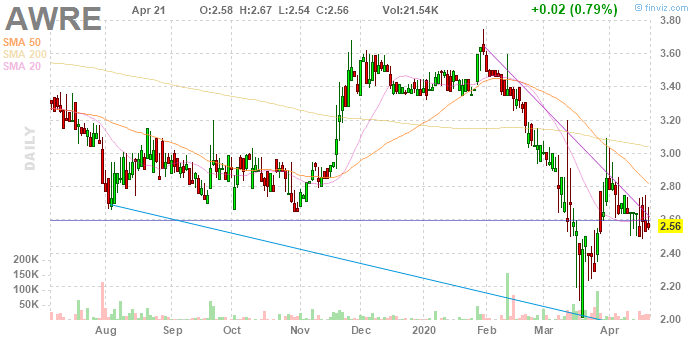 AWRE Apr 21 O:2.58 H:2.67 L:2.54 C:2.56 Vol:21.54K +0.02 (0.79%) © finviz.com
SMA 50
SMA 200
SMA 20
DAILY
3.80
3.60
3.40
3.20
3.00
2.80
2.60
2.56
2.40
2.20
2.00
200K
150K
100K
50K
Aug Sep Oct Nov Dec 2020 Feb Mar Apr